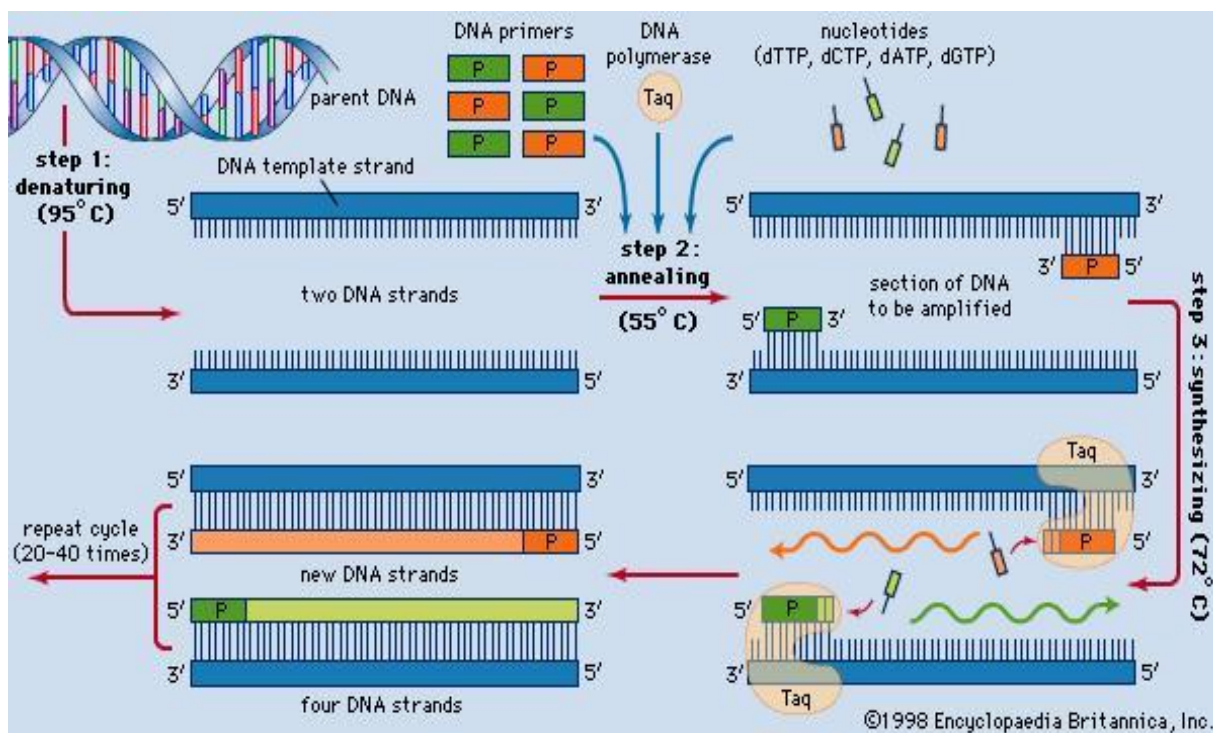 parent DNA
step 1:
denaturing
(95° C)
DNA primers
P P
P P
P P
DNA
polymerase
Taq
nucleotides
(dTTP, dCTP, dATP, dGTP)
DNA template strand
5′ 3′
two DNA strands
3′ 5′
step 2:
annealing
(55° C)
5′ 3′
3′ P 5′
section of DNA
to be amplified
5′ P 3′
3′ 5′
step 3: synthesizing (72° C)
Taq
5′ 3′
P 5′
5′ P
3′ 5′
Taq
5′ 3′
3′ P 5′
new DNA strands
5′ P 3′
3′ 5′
four DNA strands
repeat cycle
(20-40 times)
©1998 Encyclopaedia Britannica, Inc.